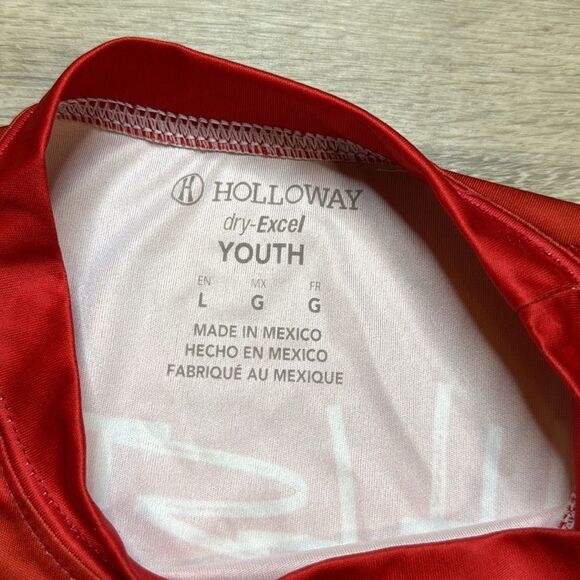 HOLLOWAY
dry-Excel
YOUTH
EN MX FR
L G G
MADE IN MEXICO
HECHO EN MEXICO
FABRIQUÉ AU MEXIQUE